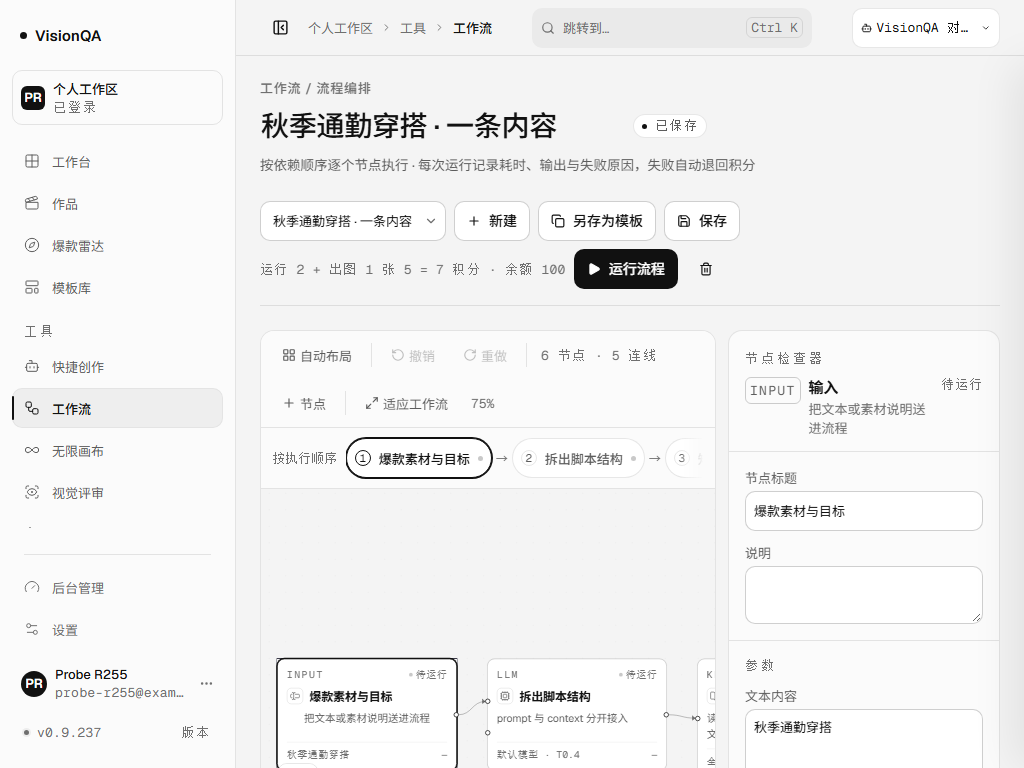 VisionQA
PR
个人工作区
已登录
工作台
作品
爆款雷达
模板库
工具
快捷创作
工作流
无限画布
视觉评审
后台管理
设置
PR
Probe R255
probe-r255@exam…
v0.9.237
版本
个人工作区 > 工具 > 工作流
跳转到…
Ctrl K
VisionQA 对…
工作流 / 流程编排
秋季通勤穿搭 · 一条内容
已保存
按依赖顺序逐个节点执行 · 每次运行记录耗时、输出与失败原因，失败自动退回积分
秋季通勤穿搭 · 一条内容
新建
另存为模板
保存
运行 2 + 出图 1 张 5 = 7 积分 · 余额 100
运行流程
自动布局
撤销
重做
6 节点 · 5 连线
节点
适应工作流
75%
按执行顺序
1 爆款素材与目标
→
2 拆出脚本结构
→
3
INPUT
待运行
爆款素材与目标
把文本或素材说明送进流程
秋季通勤穿搭
—
LLM
待运行
拆出脚本结构
prompt 与 context 分开接入
默认模型 · T0.4
—
K
读
文
节点检查器
INPUT
输入
待运行
把文本或素材说明送
进流程
节点标题
爆款素材与目标
说明
参数
文本内容
秋季通勤穿搭